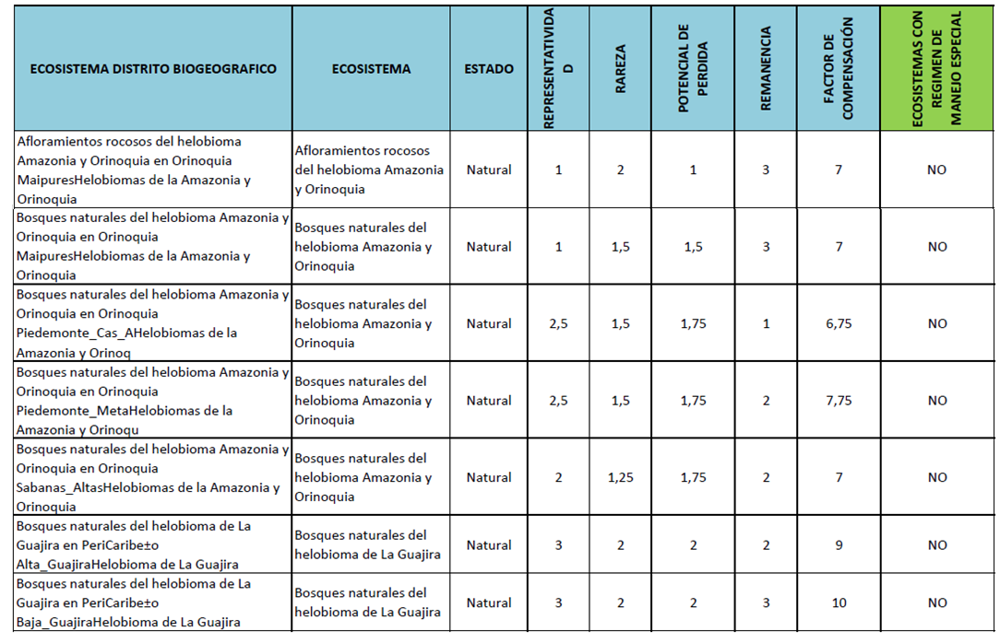 ECOSISTEMA DISTRITO BIOGEOGRAFICO
ECOSISTEMA
ESTADO
REPRESENTATIVIDA
D
RAREZA
POTENCIAL DE
PERDIDA
REMANENCIA
FACTOR DE
COMPENSACIÓN
ECOSISTEMAS CON
REGIMEN DE
MANEJO ESPECIAL
Afloramientos rocosos del helobioma
Amazonia y Orinoquia en Orinoquia
MaipuresHelobiomas de la Amazonia y
Orinoquia
Afloramientos rocosos
del helobioma Amazonia
y Orinoquia
Natural
1
2
1
3
7
NO
Bosques naturales del helobioma Amazonia y
Orinoquia en Orinoquia
MaipuresHelobiomas de la Amazonia y
Orinoquia
Bosques naturales del
helobioma Amazonia y
Orinoquia
Natural
1
1,5
1,5
3
7
NO
Bosques naturales del helobioma Amazonia y
Orinoquia en Orinoquia
Piedemonte_Cas_AHelobiomas de la
Amazonia y Orinoq
Bosques naturales del
helobioma Amazonia y
Orinoquia
Natural
2,5
1,5
1,75
1
6,75
NO
Bosques naturales del helobioma Amazonia y
Orinoquia en Orinoquia
Piedemonte_MetaHelobiomas de la
Amazonia y Orinoqu
Bosques naturales del
helobioma Amazonia y
Orinoquia
Natural
2,5
1,5
1,75
2
7,75
NO
Bosques naturales del helobioma Amazonia y
Orinoquia en Orinoquia
Sabanas_AltasHelobiomas de la Amazonia y
Orinoquia
Bosques naturales del
helobioma Amazonia y
Orinoquia
Natural
2
1,25
1,75
2
7
NO
Bosques naturales del helobioma de La
Guajira en PeriCaribe±o
Alta_GuajiraHelobioma de La Guajira
Bosques naturales del
helobioma de La Guajira
Natural
3
2
2
2
9
NO
Bosques naturales del helobioma de La
Guajira en PeriCaribe±o
Baja_GuajiraHelobioma de La Guajira
Bosques naturales del
helobioma de La Guajira
Natural
3
2
2
3
10
NO